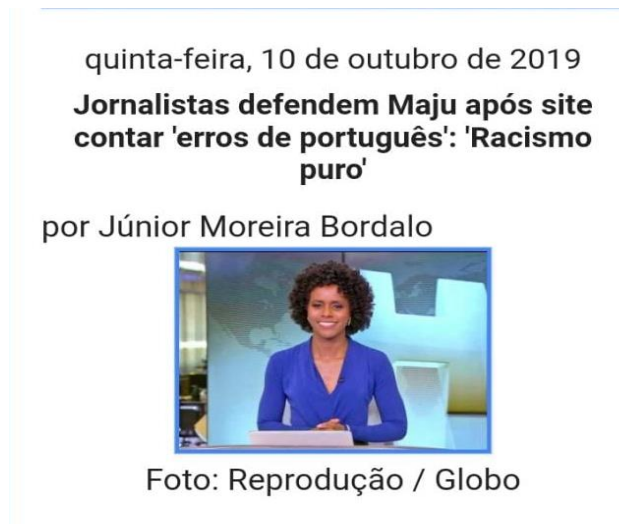 quinta-feira, 10 de outubro de 2019
Jornalistas defendem Maju após site
contar 'erros de português': 'Racismo
puro'
por Júnior Moreira Bordalo
Foto: Reprodução / Globo